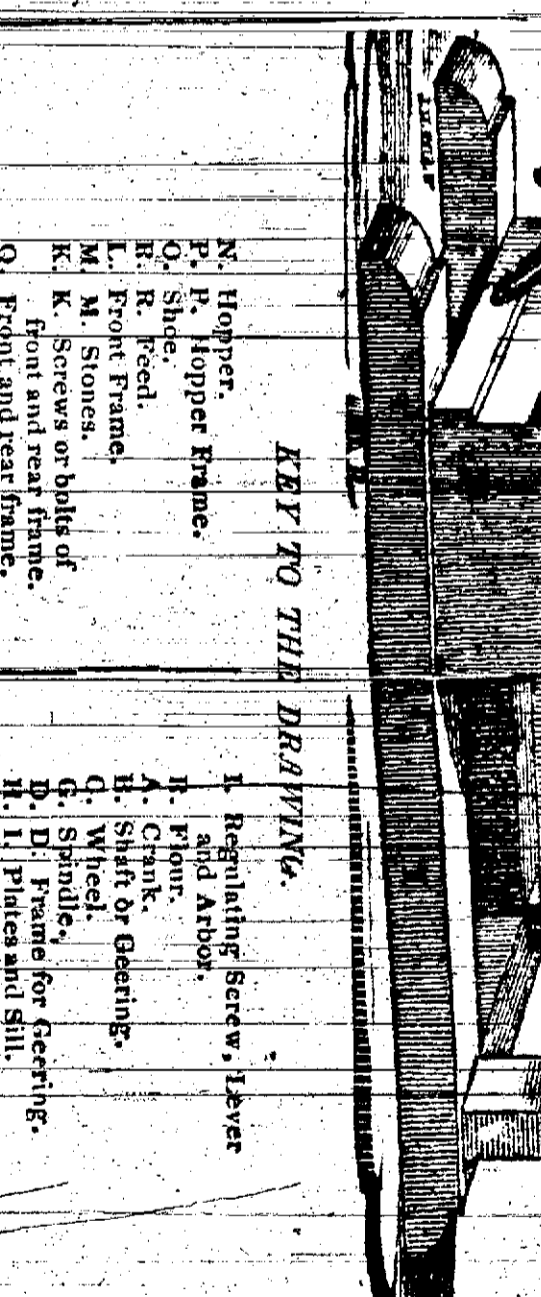 KEY TO THE DRAWING.
N. Hopper.
P. P. Hopper Frame.
O. Shoe.
R. R. Feed.
L. Front Frame.
M. M. Stones.
K. K. Screws or bolts of
front and rear frame.
Q. Front and rear frame.
I. Regulating Screw, Lever
and Arbor.
B. Flour.
A. Crank.
B. Shaft or Geering.
C. Wheel.
G. Spindle.
D. D. Frame for Geering.
H. I. Plates and Sill.